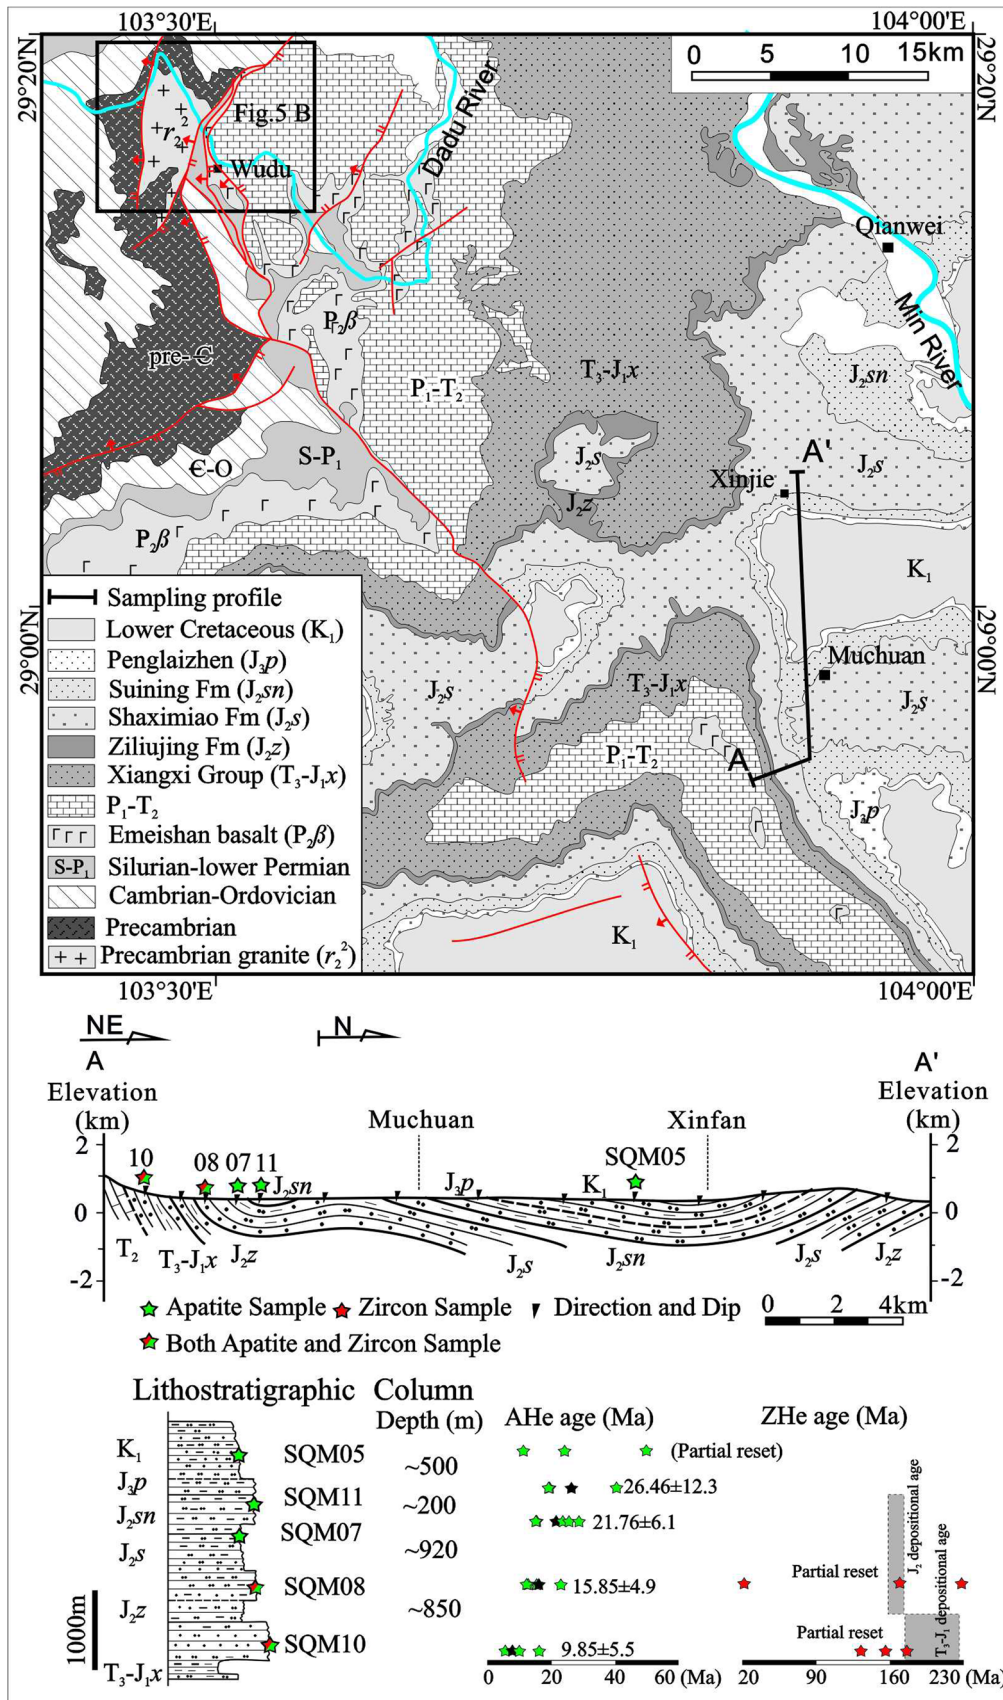 103°30'E 104°00'E
29°20'N
29°20'N
0 5 10 15km
Fig.5 B
r₂²
Wudu
Dadu River
Qianwei
Min River
P₂β
pre-Є
P₁-T₂
T₃-J₁x
J₂sn
J₂s
A'
J₂s
Xinjie
S-P₁
Є-O
J₂z
P₂β
K₁
29°00'N
29°00'N
Muchuan
J₂s
T₃-J₁x
J₂s
P₁-T₂
A
J₃p
K₁
Sampling profile
Lower Cretaceous (K₁)
Penglaizhen (J₃p)
Suining Fm (J₂sn)
Shaximiao Fm (J₂s)
Ziliujing Fm (J₂z)
Xiangxi Group (T₃-J₁x)
P₁-T₂
Emeishan basalt (P₂β)
S-P₁ Silurian-lower Permian
Cambrian-Ordovician
Precambrian
Precambrian granite (r₂²)
103°30'E 104°00'E
NE N
A A'
Elevation Elevation
(km) (km)
Muchuan Xinfan
2 2
10 08 07 11 J₂sn J₃p K₁ SQM05
0 0
T₂ T₃-J₁x J₂z J₂s J₂sn J₂s J₂z
-2 -2
Apatite Sample Zircon Sample Direction and Dip
0 2 4km
Both Apatite and Zircon Sample
Lithostratigraphic Column
Depth (m) AHe age (Ma) ZHe age (Ma)
K₁ SQM05 (Partial reset)
~500
J₃p
SQM11 26.46±12.3
~200
J₂sn
SQM07 21.76±6.1
~920
J₂s
SQM08 15.85±4.9 Partial reset
J₂ depositional age
~850
J₂z
SQM10 9.85±5.5 Partial reset
T₃-J₁ depositional age
1000m
T₃-J₁x
0 20 40 60 (Ma) 20 90 160 230 (Ma)